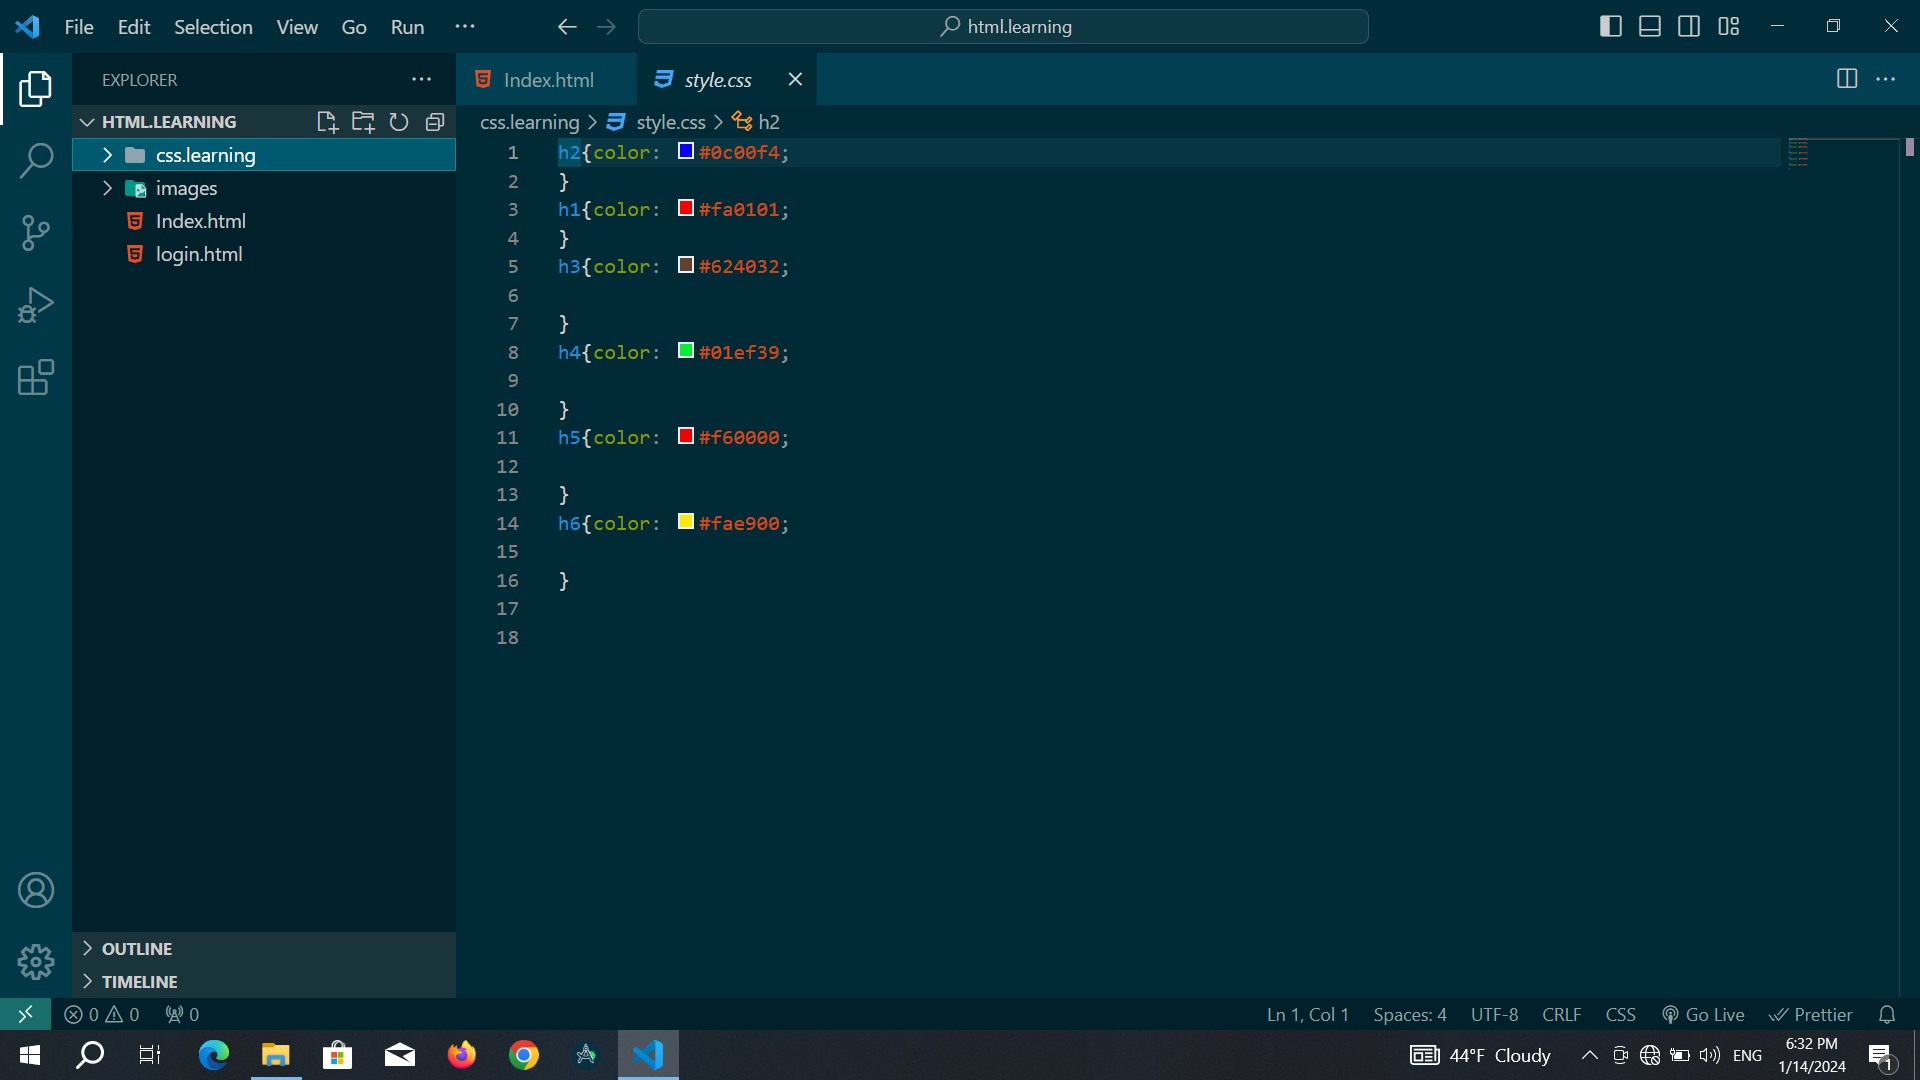 File Edit Selection View Go Run ···
html.learning
EXPLORER
Index.html
style.css
HTML.LEARNING
css.learning > style.css > h2
css.learning
images
Index.html
login.html
1 h2{color: #0c00f4;
2 }
3 h1{color: #fa0101;
4 }
5 h3{color: #624032;
6
7 }
8 h4{color: #01ef39;
9
10 }
11 h5{color: #f60000;
12
13 }
14 h6{color: #fae900;
15
16 }
17
18
OUTLINE
TIMELINE
0 0 0 Ln 1, Col 1 Spaces: 4 UTF-8 CRLF CSS Go Live Prettier
44°F Cloudy ENG 6:32 PM
1/14/2024
1